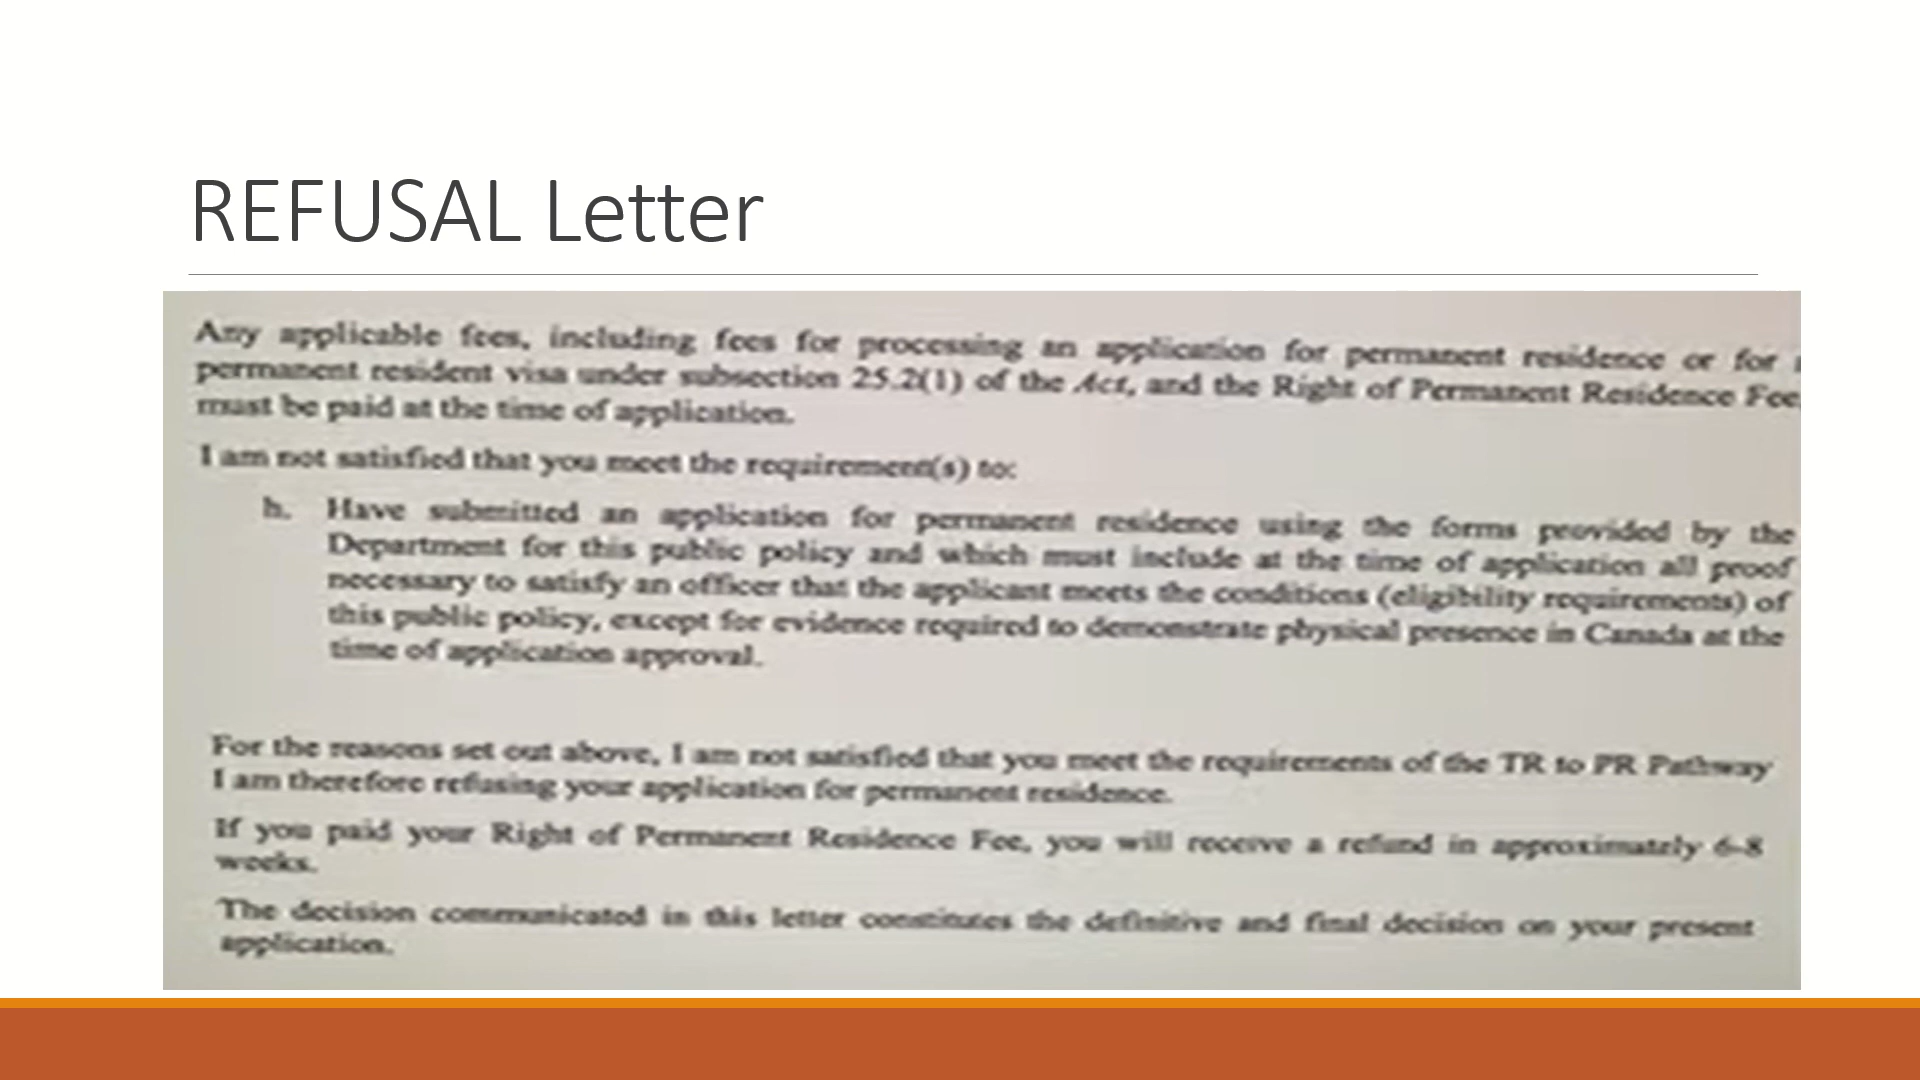 REFUSAL Letter
Any applicable fees, including fees for processing an application for permanent residence or for
permanent resident visa under subsection 25.2(1) of the Act, and the Right of Permanent Residence Fee
must be paid at the time of application.
I am not satisfied that you meet the requirement(s) to:
h. Have submitted an application for permanent residence using the forms provided by the
Department for this public policy and which must include at the time of application all proof
necessary to satisfy an officer that the applicant meets the conditions (eligibility requirements) of
this public policy, except for evidence required to demonstrate physical presence in Canada at the
time of application approval.
For the reasons set out above, I am not satisfied that you meet the requirements of the TR to PR Pathway
I am therefore refusing your application for permanent residence.
If you paid your Right of Permanent Residence Fee, you will receive a refund in approximately 6-8
weeks.
The decision communicated in this letter constitutes the definitive and final decision on your present
application.